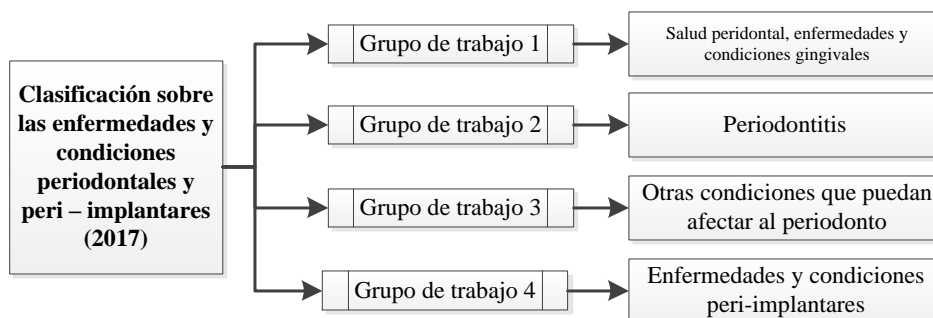 Clasificación sobre
las enfermedades y
condiciones
periodontales y
peri – implantares
(2017)
Grupo de trabajo 1
Salud peridontal, enfermedades y
condiciones gingivales
Grupo de trabajo 2
Periodontitis
Grupo de trabajo 3
Otras condiciones que puedan
afectar al periodonto
Grupo de trabajo 4
Enfermedades y condiciones
peri-implantares